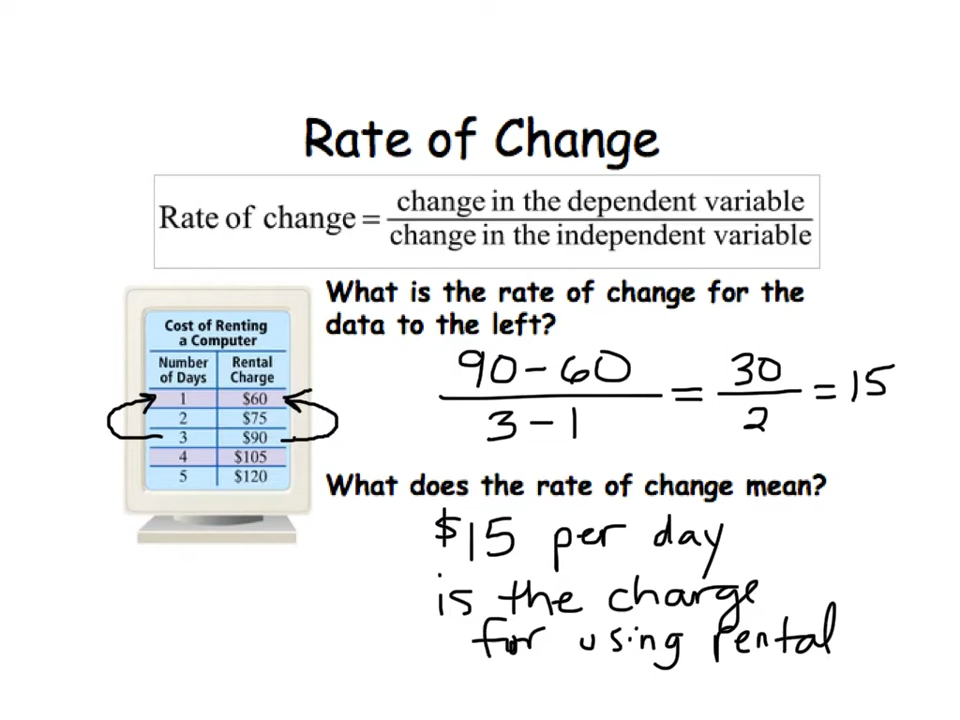 Rate of Change
Rate of change = change in the dependent variable / change in the independent variable
What is the rate of change for the
data to the left?
Cost of Renting
a Computer
Number of Days | Rental Charge
1 $60
2 $75
3 $90
4 $105
5 $120
90 - 60 / 3 - 1 = 30 / 2 = 15
What does the rate of change mean?
$15 per day
is the charge
for using rental